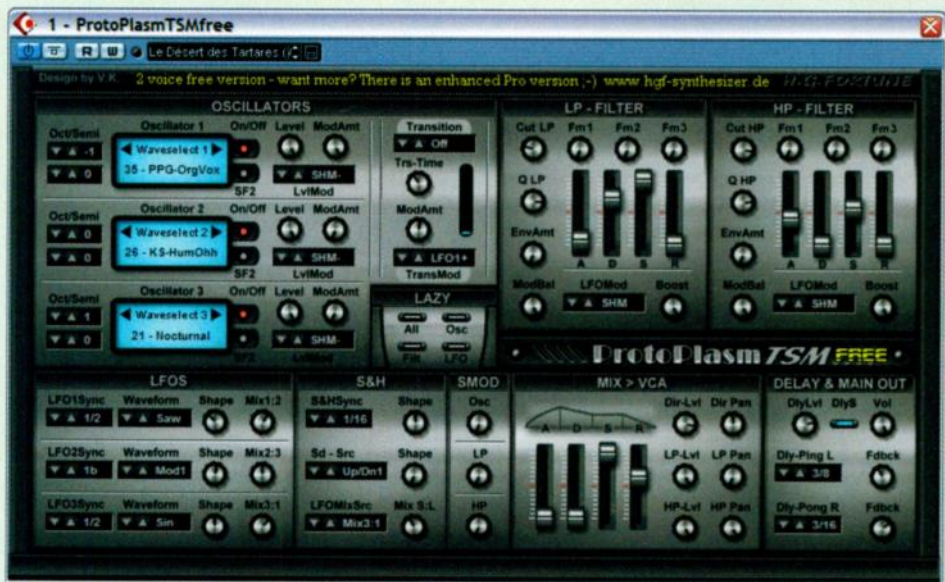 1 - ProtoPlasmTSMfree
R W Le Désert des Tartares
Design by V.K. 2 voice free version - want more? There is an enhanced Pro version ,-) www.hgf-synthesizer.de H.G.FORTUNE
OSCILLATORS
Oct/Semi Oscillator 1 On/Off Level ModAmt
-1 Waveselect 1
0 35 - PPG-OrgVox SHM-
SF2 LvlMod
Oct/Semi Oscillator 2 On/Off Level ModAmt
0 Waveselect 2
0 26 - KS-HumOhh SHM-
SF2 LvlMod
Oct/Semi Oscillator 3 On/Off Level ModAmt
1 Waveselect 3
0 21 - Nocturnal SHM-
SF2 LvlMod
Transition
Off
Trs-Time
ModAmt
LFO1+
TransMod
LAZY
All Osc
Filt LFO
LP - FILTER
Cut LP Fm1 Fm2 Fm3
Q LP
EnvAmt
A D S R
ModBal LFOMod Boost
SHM
HP - FILTER
Cut HP Fm1 Fm2 Fm3
Q HP
EnvAmt
A D S R
ModBal LFOMod Boost
SHM
ProtoPlasm TSM FREE
LFOS
LFO1Sync Waveform Shape Mix1:2
1/2 Saw
LFO2Sync Waveform Shape Mix2:3
1b Mod1
LFO3Sync Waveform Shape Mix3:1
1/2 Sin
S&H
S&HSync Shape
1/16
Sd - Src Shape
Up/Dn1
LFOMixSrc Mix S:L
Mix3:1
SMOD
Osc
LP
HP
MIX > VCA
A D S R
Dir-Lvl Dir Pan
LP-Lvl LP Pan
HP-Lvl HP Pan
DELAY & MAIN OUT
DlyLvl DlyS Vol
Dly-Ping L Fdbck
3/8
Dly-Pong R Fdbck
3/16